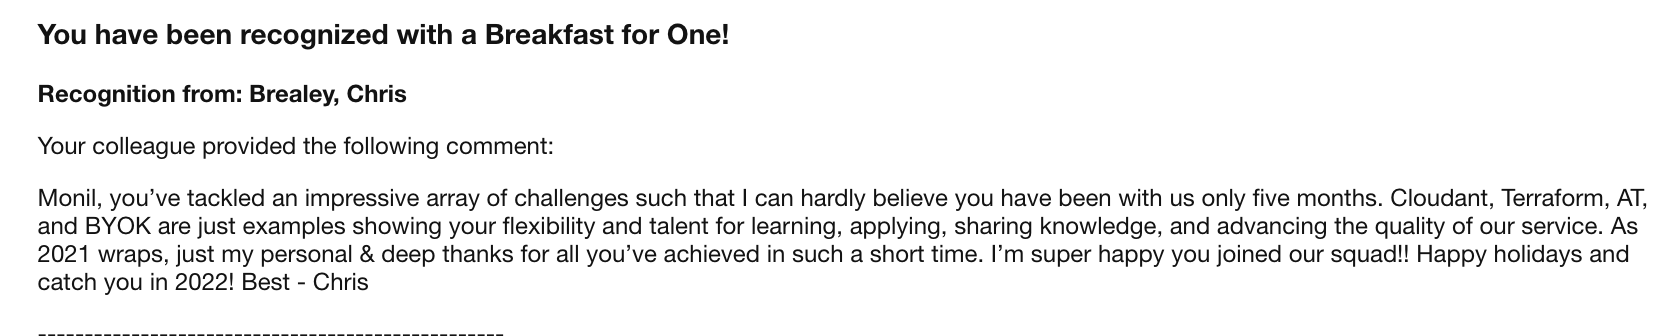 You have been recognized with a Breakfast for One!
Recognition from: Brealey, Chris
Your colleague provided the following comment:
Monil, you’ve tackled an impressive array of challenges such that I can hardly believe you have been with us only five months. Cloudant, Terraform, AT,
and BYOK are just examples showing your flexibility and talent for learning, applying, sharing knowledge, and advancing the quality of our service. As
2021 wraps, just my personal & deep thanks for all you’ve achieved in such a short time. I’m super happy you joined our squad!! Happy holidays and
catch you in 2022! Best - Chris
--------------------------------------------------